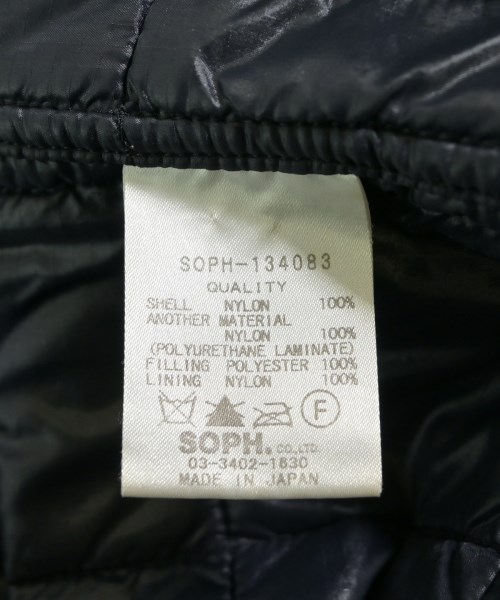 SOPH-134083
QUALITY
SHELL NYLON 100%
ANOTHER MATERIAL
NYLON 100%
(POLYURETHANE LAMINATE)
FILLING POLYESTER 100%
LINING NYLON 100%
F
SOPH. CO.,LTD.
03-3402-1630
MADE IN JAPAN